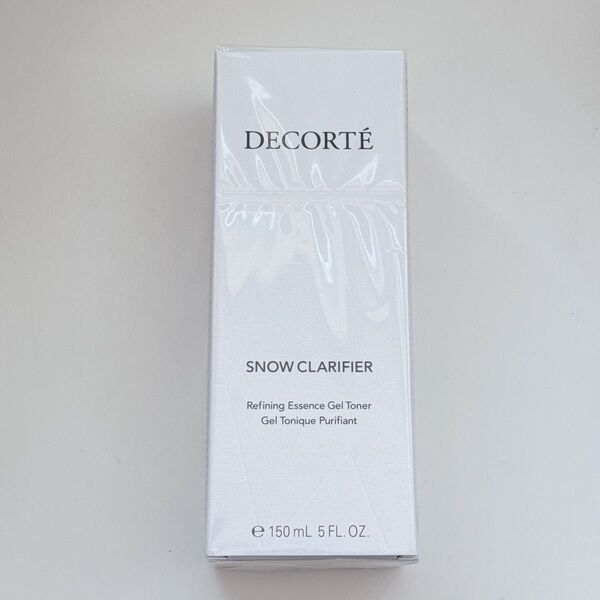 DECORTÉ
SNOW CLARIFIER
Refining Essence Gel Toner
Gel Tonique Purifiant
℮ 150 mL 5 FL. OZ.